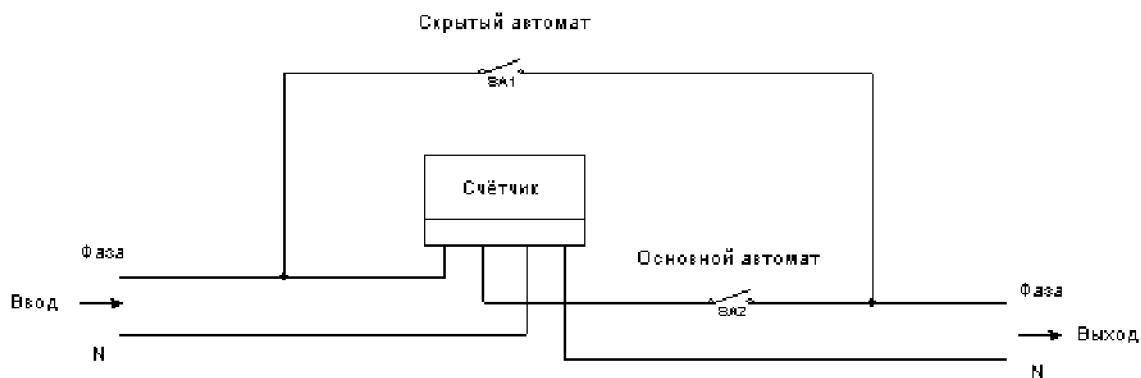 Скрытый автомат
SA1
Счётчик
Фаза
Основной автомат
Ввод
SA2
Фаза
Выход
N
N